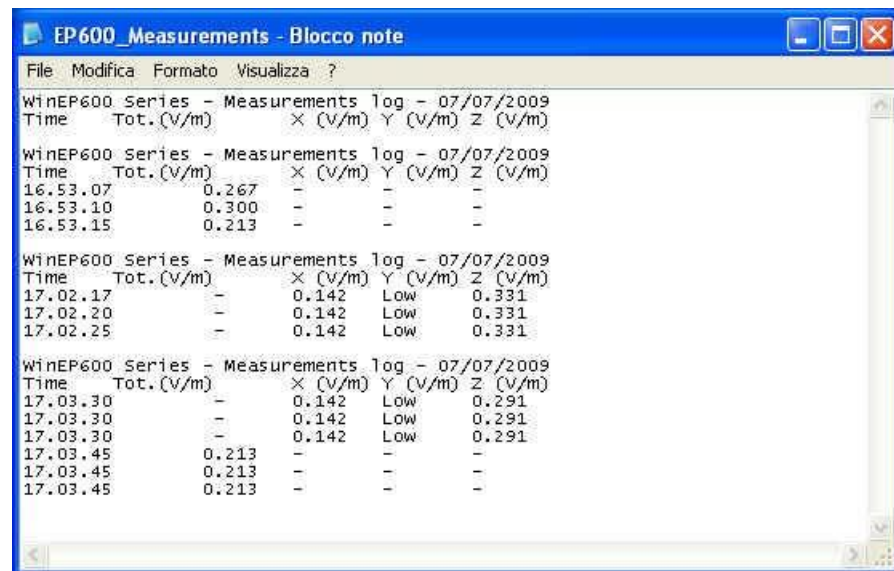 EP600_Measurements - Blocco note
File Modifica Formato Visualizza ?
WinEP600 Series - Measurements log - 07/07/2009
Time Tot.(V/m) X (V/m) Y (V/m) Z (V/m)
WinEP600 Series - Measurements log - 07/07/2009
Time Tot.(V/m) X (V/m) Y (V/m) Z (V/m)
16.53.07 0.267 - - -
16.53.10 0.300 - - -
16.53.15 0.213 - - -
WinEP600 Series - Measurements log - 07/07/2009
Time Tot.(V/m) X (V/m) Y (V/m) Z (V/m)
17.02.17 - 0.142 Low 0.331
17.02.20 - 0.142 Low 0.331
17.02.25 - 0.142 Low 0.331
WinEP600 Series - Measurements log - 07/07/2009
Time Tot.(V/m) X (V/m) Y (V/m) Z (V/m)
17.03.30 - 0.142 Low 0.291
17.03.30 - 0.142 Low 0.291
17.03.30 - 0.142 Low 0.291
17.03.45 0.213 - - -
17.03.45 0.213 - - -
17.03.45 0.213 - - -